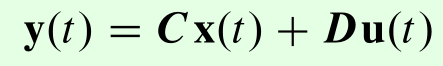 y(t) = Cx(t) + Du(t)